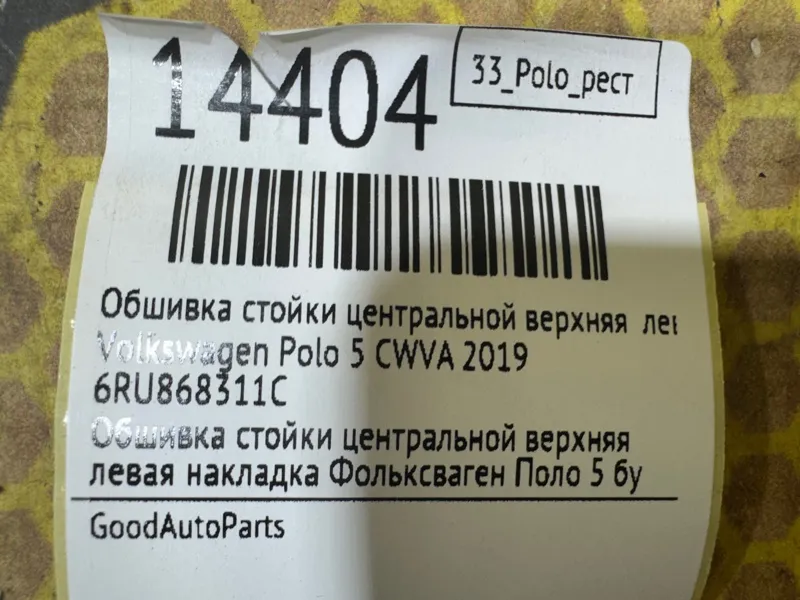 14404
33_Polo_рест
Обшивка стойки центральной верхняя лев
Volkswagen Polo 5 CWVA 2019
6RU868311C
Обшивка стойки центральной верхняя
левая накладка Фольксваген Поло 5 бу
GoodAutoParts